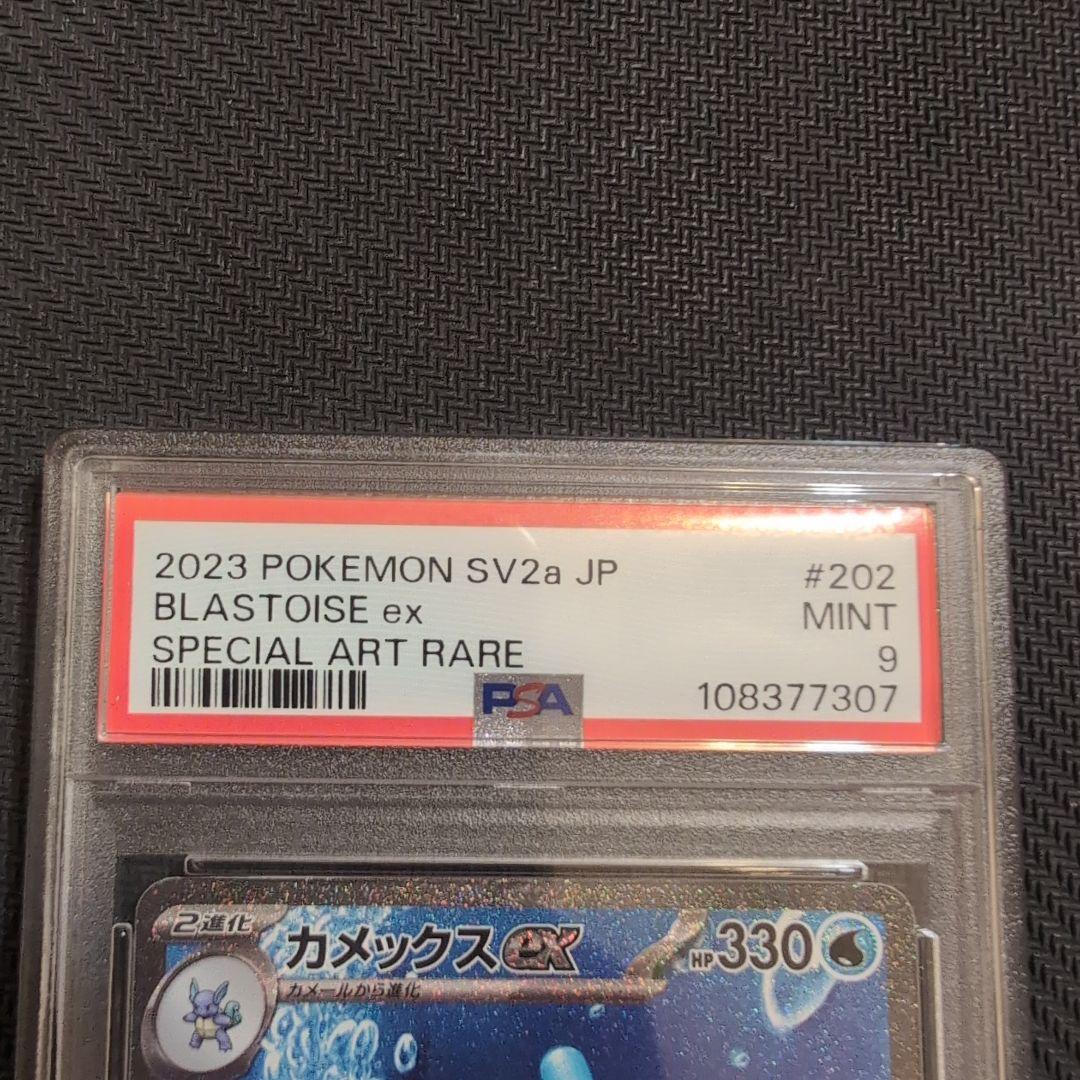 2023 POKEMON SV2a JP #202
BLASTOISE ex MINT
SPECIAL ART RARE 9
PSA 108377307
2進化 カメックスex HP330
カメールから進化